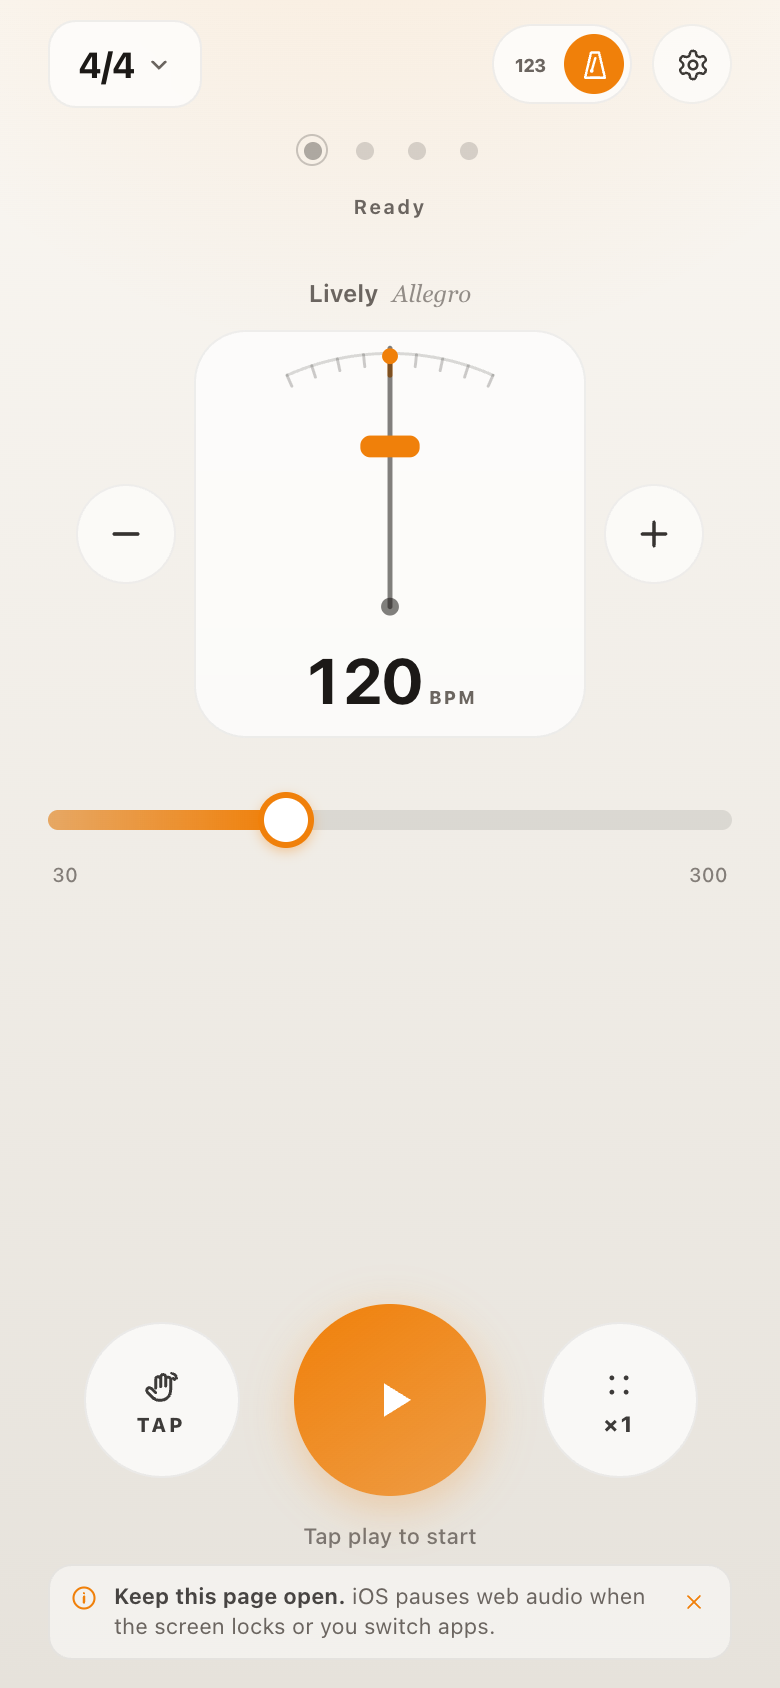 4/4
123
Ready
Lively Allegro
120 BPM
30
300
TAP
×1
Tap play to start
Keep this page open. iOS pauses web audio when
the screen locks or you switch apps.